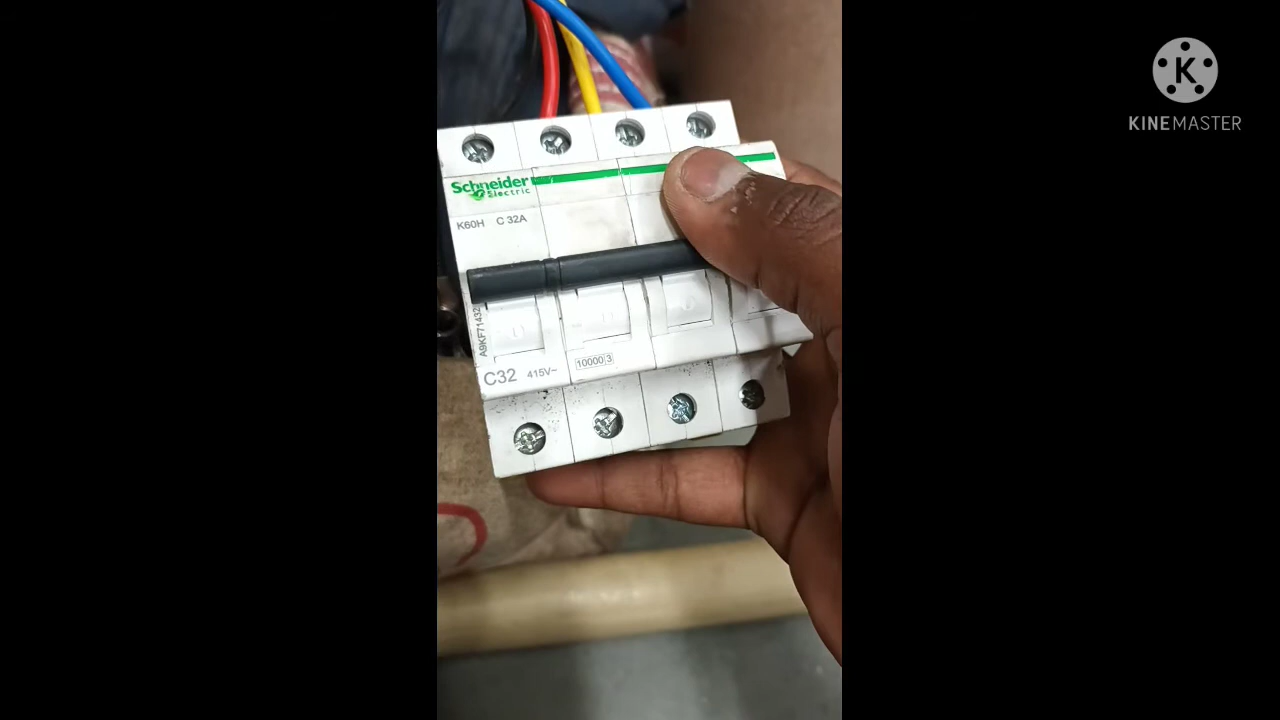 K
KINEMASTER
Schneider
Electric
K60H C 32A
A9KF71432
C32 415V~
10000 3